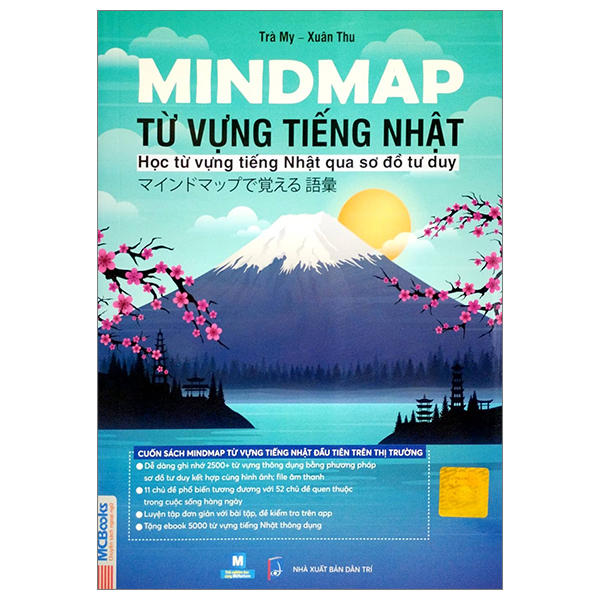 Trà My – Xuân Thu
MINDMAP
TỪ VỰNG TIẾNG NHẬT
Học từ vựng tiếng Nhật qua sơ đồ tư duy
マインドマップで覚える 語彙
CUỐN SÁCH MINDMAP TỪ VỰNG TIẾNG NHẬT ĐẦU TIÊN TRÊN THỊ TRƯỜNG
Dễ dàng ghi nhớ 2500+ từ vựng thông dụng bằng phương pháp
sơ đồ tư duy kết hợp cùng hình ảnh; file âm thanh
11 chủ đề phổ biến tương đương với 52 chủ đề quen thuộc
trong cuộc sống hàng ngày
Luyện tập đơn giản với bài tập, đề kiểm tra trên app
Tặng ebook 5000 từ vựng tiếng Nhật thông dụng
MCBooks
Chuyên sách ngoại ngữ
M
NHÀ XUẤT BẢN DÂN TRÍ